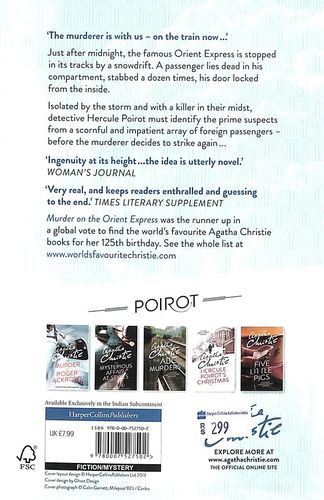 'The murderer is with us – on the train now ...'
Just after midnight, the famous Orient Express is stopped
in its tracks by a snowdrift. A passenger lies dead in his
compartment, stabbed a dozen times, his door locked
from the inside.
Isolated by the storm and with a killer in their midst,
detective Hercule Poirot must identify the prime suspects
from a scornful and impatient array of foreign passengers –
before the murderer decides to strike again ...
'Ingenuity at its height ...the idea is utterly novel.'
WOMAN'S JOURNAL
'Very real, and keeps readers enthralled and guessing
to the end.' TIMES LITERARY SUPPLEMENT
Murder on the Orient Express was the runner up in
a global vote to find the world's favourite Agatha Christie
books for her 125th birthday. See the whole list at
www.worldsfavouritechristie.com
POIROT
Agatha Christie
THE MURDER OF ROGER ACKROYD
Agatha Christie
THE MYSTERIOUS AFFAIR AT STYLES
Agatha Christie
THE ABC MURDERS
Agatha Christie
HERCULE POIROT'S CHRISTMAS
Agatha Christie
FIVE LITTLE PIGS
Available Exclusively in the Indian Subcontinent
HarperCollinsPublishers
UK £7.99
ISBN 978-0-00-752750-2
9 780007 527502 >
FICTION/MYSTERY
FSC
Cover layout design © HarperCollinsPublishers Ltd 2013
Cover design by Ghost Design
Cover photograph © Colin Garratt, Milepost 92½ / Corbis
HarperCollins Publishers India
RS 299
Christie
EXPLORE MORE AT
www.agathachristie.com
THE OFFICIAL ONLINE SITE